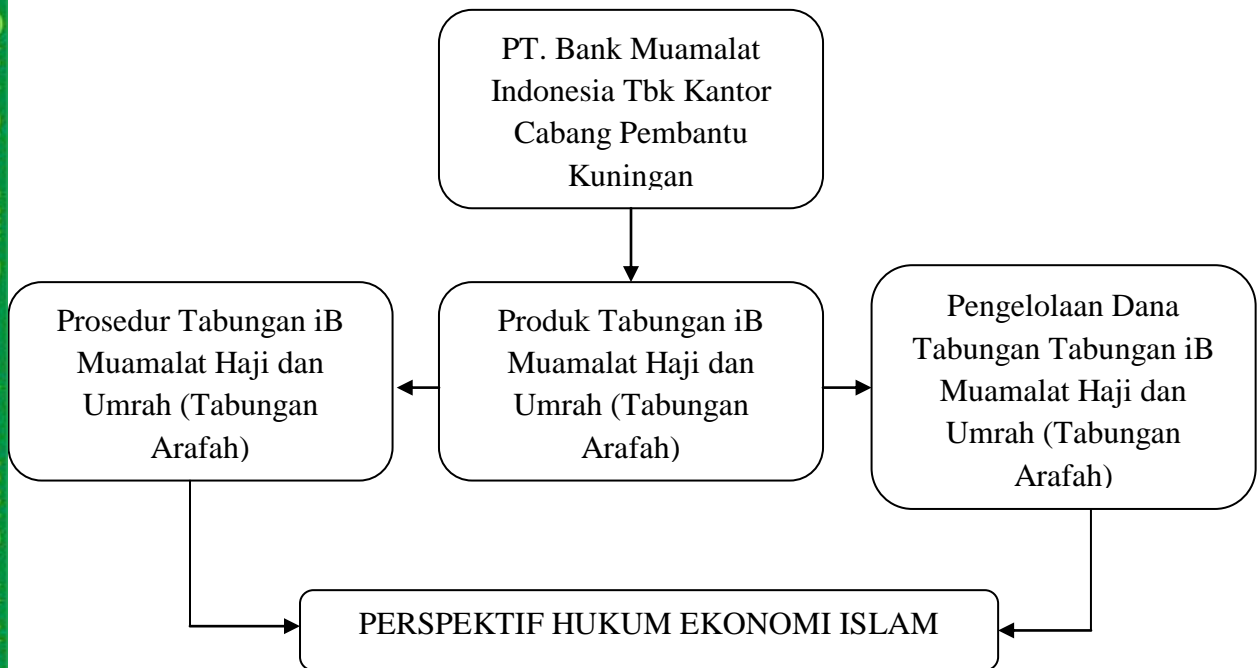 PT. Bank Muamalat
Indonesia Tbk Kantor
Cabang Pembantu
Kuningan
Prosedur Tabungan iB
Muamalat Haji dan
Umrah (Tabungan
Arafah)
Produk Tabungan iB
Muamalat Haji dan
Umrah (Tabungan
Arafah)
Pengelolaan Dana
Tabungan Tabungan iB
Muamalat Haji dan
Umrah (Tabungan
Arafah)
PERSPEKTIF HUKUM EKONOMI ISLAM